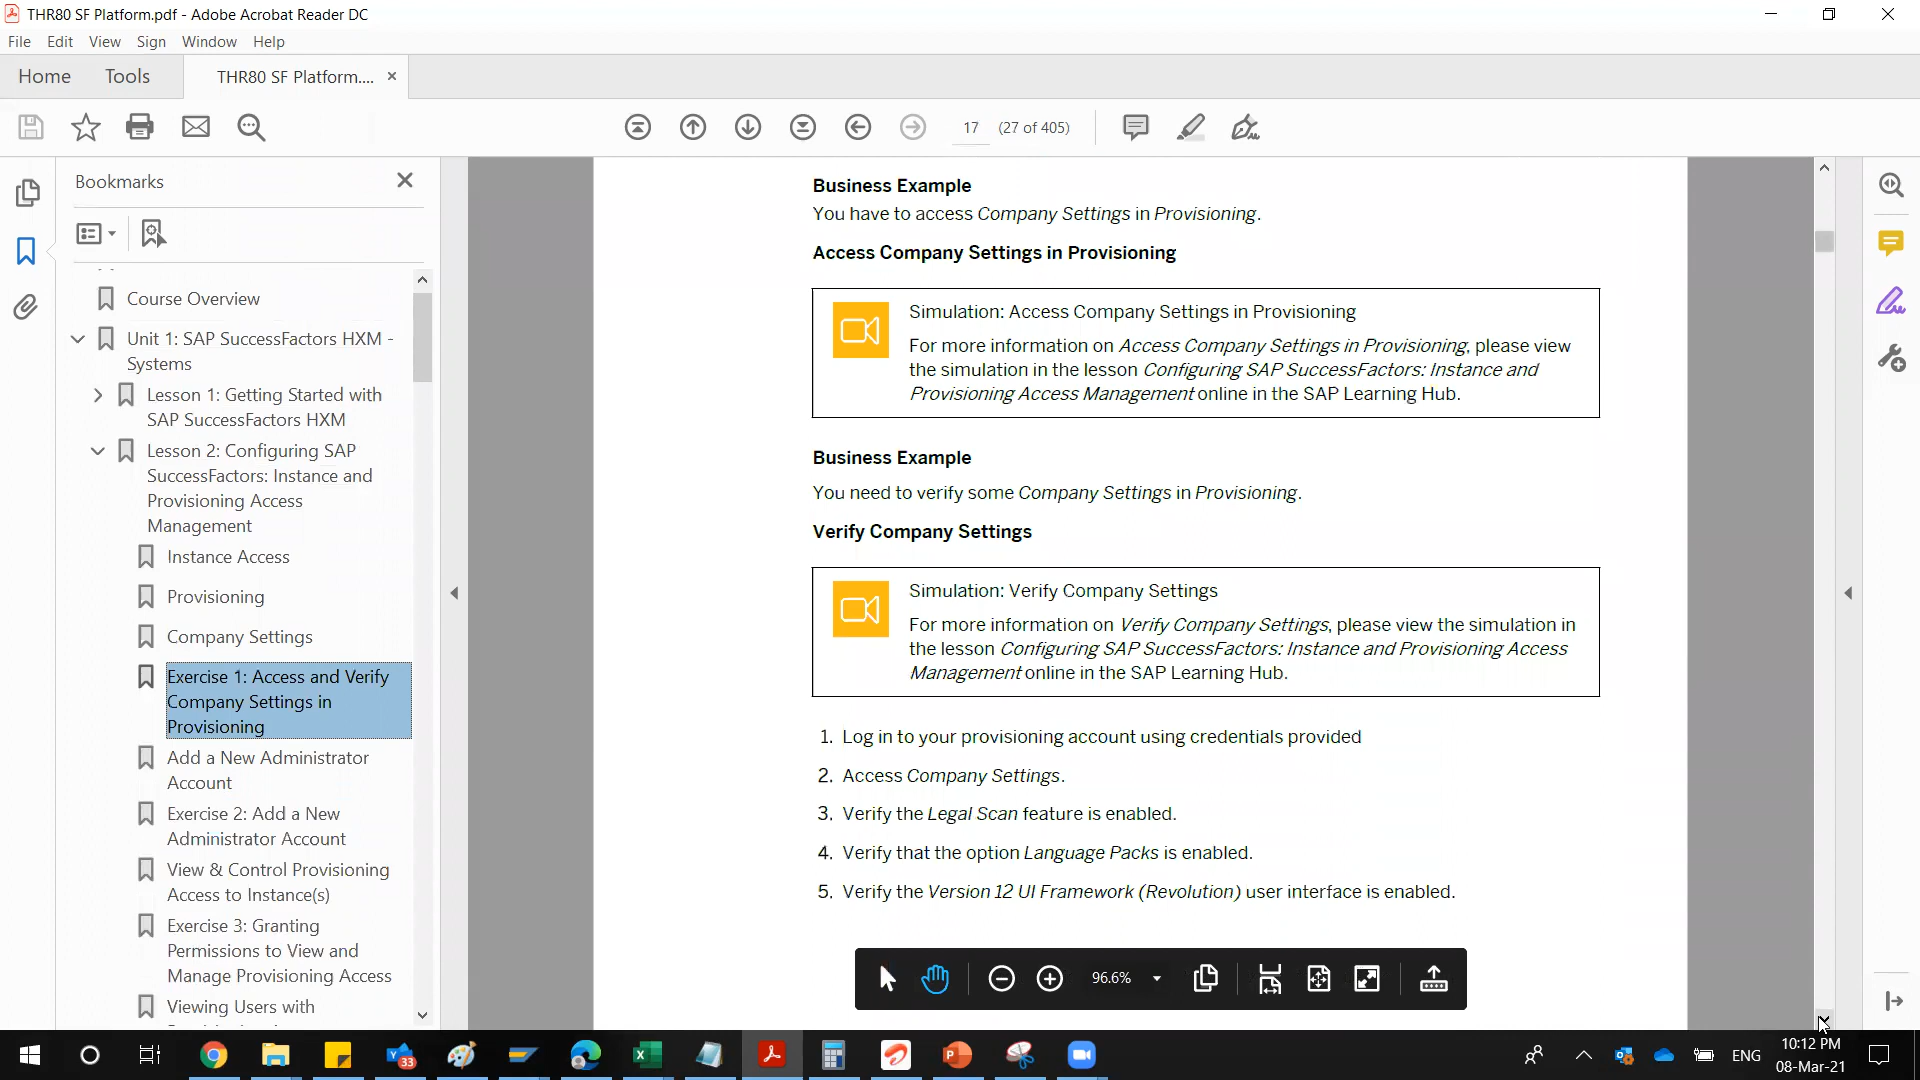 THR80 SF Platform.pdf - Adobe Acrobat Reader DC
File Edit View Sign Window Help
Home Tools THR80 SF Platform.... ×
17 (27 of 405)
Bookmarks
Course Overview
Unit 1: SAP SuccessFactors HXM -
Systems
Lesson 1: Getting Started with
SAP SuccessFactors HXM
Lesson 2: Configuring SAP
SuccessFactors: Instance and
Provisioning Access
Management
Instance Access
Provisioning
Company Settings
Exercise 1: Access and Verify
Company Settings in
Provisioning
Add a New Administrator
Account
Exercise 2: Add a New
Administrator Account
View & Control Provisioning
Access to Instance(s)
Exercise 3: Granting
Permissions to View and
Manage Provisioning Access
Viewing Users with
Business Example
You have to access Company Settings in Provisioning.
Access Company Settings in Provisioning
Simulation: Access Company Settings in Provisioning
For more information on Access Company Settings in Provisioning, please view
the simulation in the lesson Configuring SAP SuccessFactors: Instance and
Provisioning Access Management online in the SAP Learning Hub.
Business Example
You need to verify some Company Settings in Provisioning.
Verify Company Settings
Simulation: Verify Company Settings
For more information on Verify Company Settings, please view the simulation in
the lesson Configuring SAP SuccessFactors: Instance and Provisioning Access
Management online in the SAP Learning Hub.
1. Log in to your provisioning account using credentials provided
2. Access Company Settings.
3. Verify the Legal Scan feature is enabled.
4. Verify that the option Language Packs is enabled.
5. Verify the Version 12 UI Framework (Revolution) user interface is enabled.
96.6%
33
ENG
10:12 PM
08-Mar-21